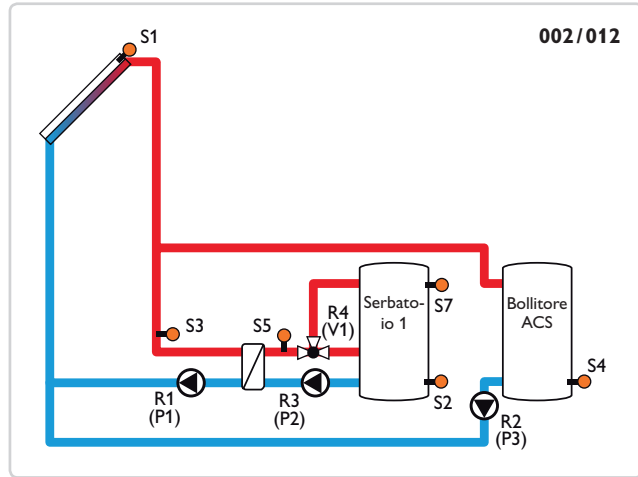 S1
002/012
S3
S5
R4
(V1)
Serbato-
io 1
S7
Bollitore
ACS
S4
S2
R1
(P1)
R3
(P2)
R2
(P3)